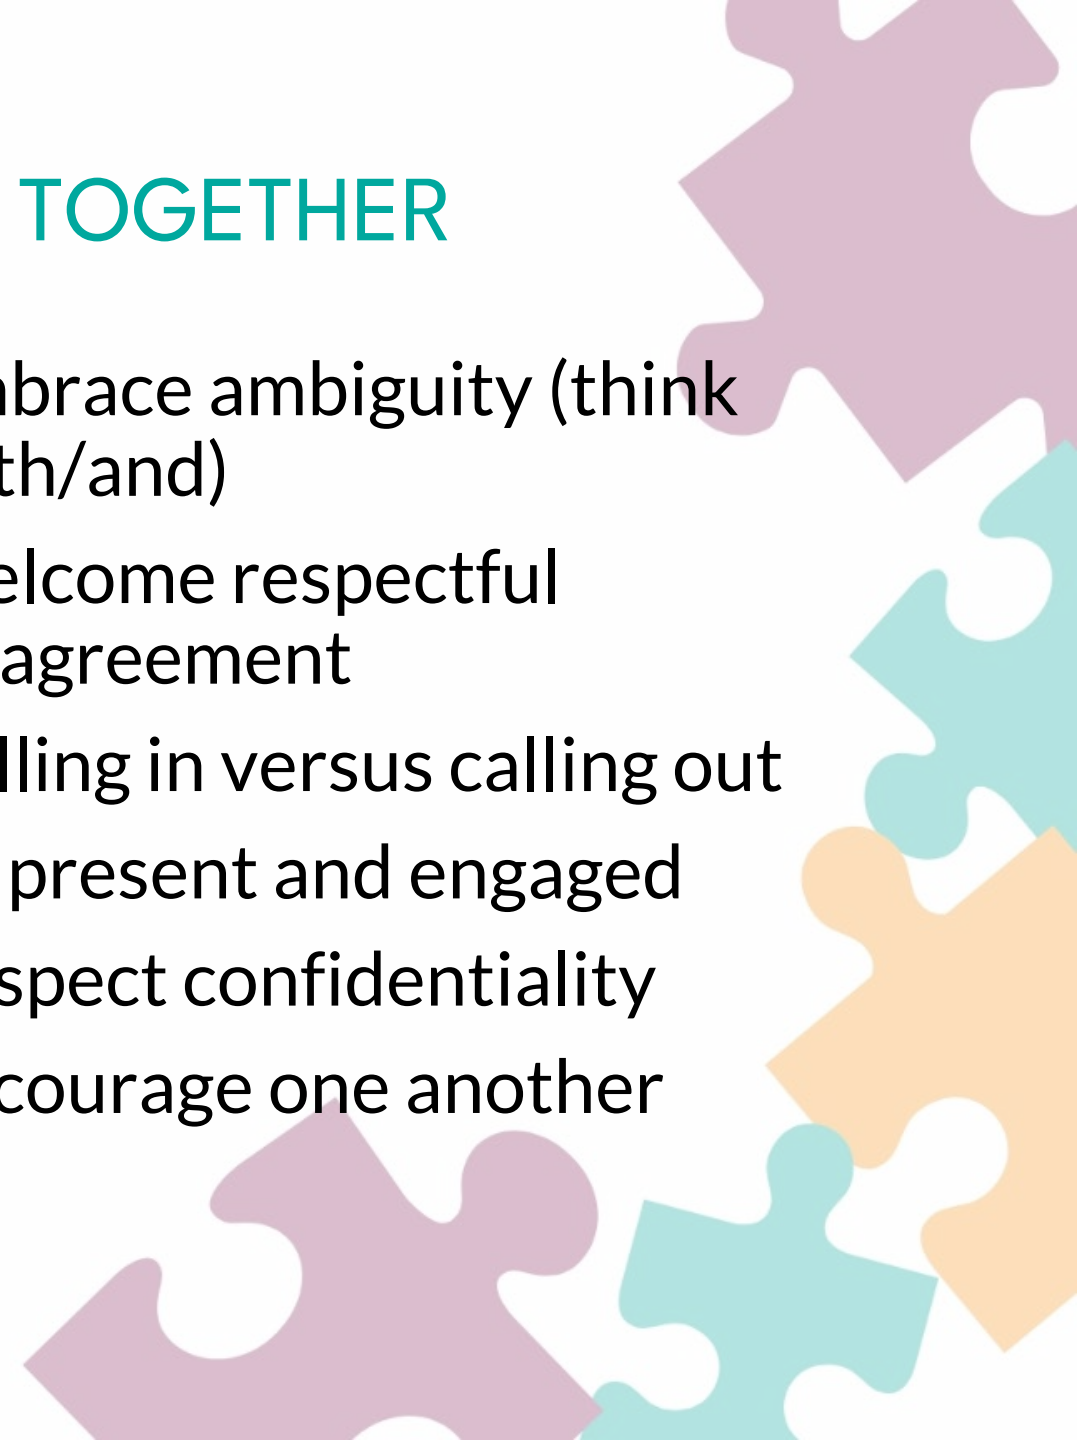 TOGETHER
brace ambiguity (think
th/and)
elcome respectful
agreement
lling in versus calling out
present and engaged
spect confidentiality
courage one another